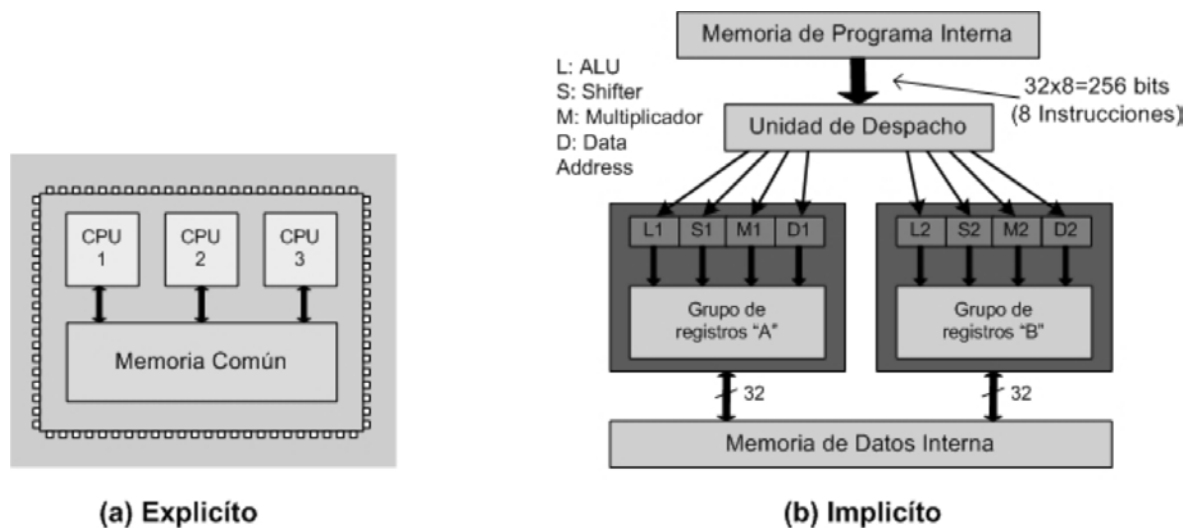 CPU
1
CPU
2
CPU
3
Memoria Común
(a) Explicíto
Memoria de Programa Interna
L: ALU
S: Shifter
M: Multiplicador
D: Data
Address
32x8=256 bits
(8 Instrucciones)
Unidad de Despacho
L1 S1 M1 D1
L2 S2 M2 D2
Grupo de
registros “A”
Grupo de
registros “B”
32
32
Memoria de Datos Interna
(b) Implicíto